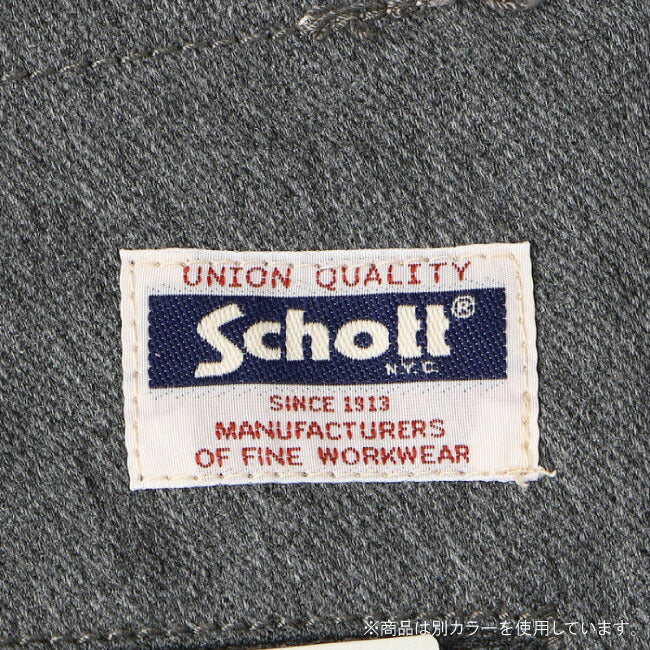 UNION QUALITY
Schott®
N.Y.C.
SINCE 1913
MANUFACTURERS
OF FINE WORKWEAR
※商品は別カラーを使用しています。